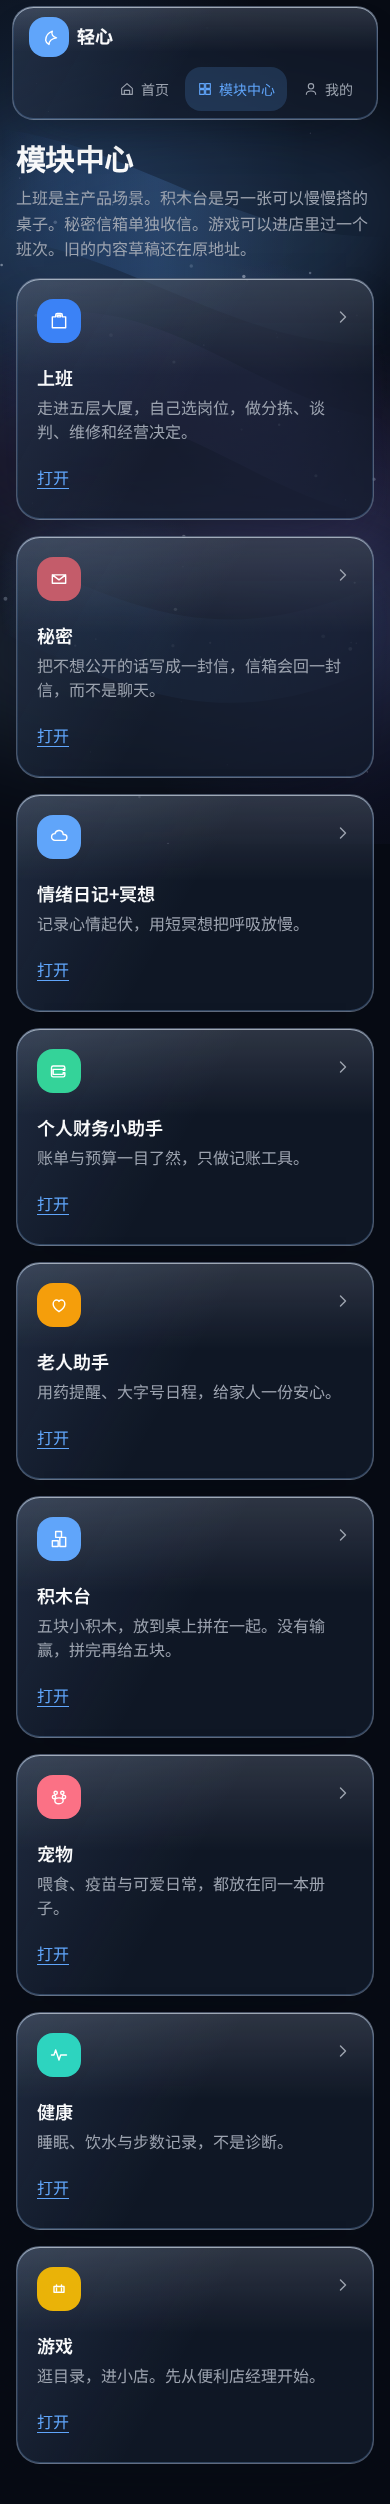 轻心
首页 模块中心 我的
模块中心
上班是主产品场景。积木台是另一张可以慢慢搭的
桌子。秘密信箱单独收信。游戏可以进店里过一个
班次。旧的内容草稿还在原地址。
上班
走进五层大厦，自己选岗位，做分拣、谈
判、维修和经营决定。
打开
秘密
把不想公开的话写成一封信，信箱会回一封
信，而不是聊天。
打开
情绪日记+冥想
记录心情起伏，用短冥想把呼吸放慢。
打开
个人财务小助手
账单与预算一目了然，只做记账工具。
打开
老人助手
用药提醒、大字号日程，给家人一份安心。
打开
积木台
五块小积木，放到桌上拼在一起。没有输
赢，拼完再给五块。
打开
宠物
喂食、疫苗与可爱日常，都放在同一本册
子。
打开
健康
睡眠、饮水与步数记录，不是诊断。
打开
游戏
逛目录，进小店。先从便利店经理开始。
打开